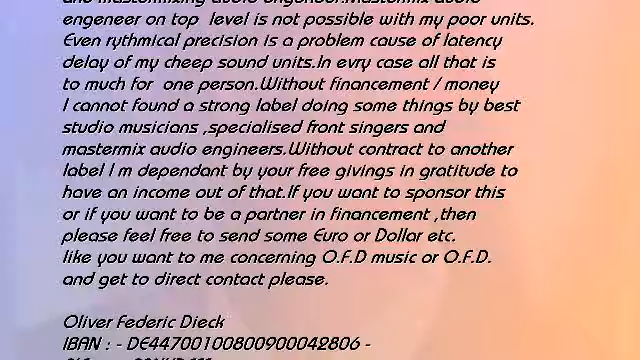 engeneer on top level is not possible with my poor units.
Even rythmical precision is a problem cause of latency
delay of my cheep sound units.In evry case all that is
to much for one person.Without financement / money
I cannot found a strong label doing some things by best
studio musicians ,specialised front singers and
mastermix audio engineers.Without contract to another
label I m dependant by your free givings in gratitude to
have an income out of that.If you want to sponsor this
or if you want to be a partner in financement ,then
please feel free to send some Euro or Dollar etc.
like you want to me concerning O.F.D music or O.F.D.
and get to direct contact please.
Oliver Federic Dieck
IBAN : - DE44700100800900042806 -